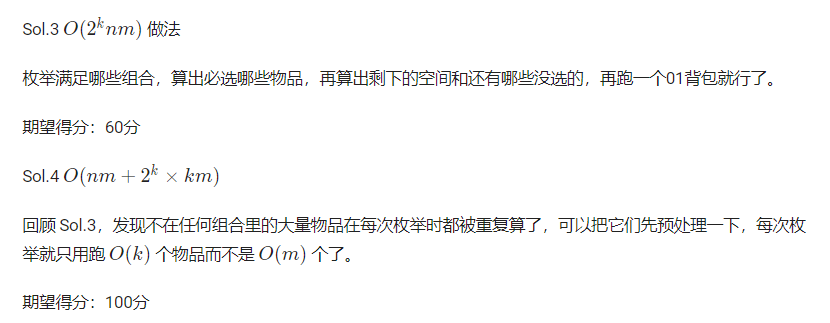 Sol.3 O(2^k nm) 做法
枚举满足哪些组合，算出必选哪些物品，再算出剩下的空间和还有哪些没选的，再跑一个01背包就行了。
期望得分：60分
Sol.4 O(nm + 2^k × km)
回顾 Sol.3，发现不在任何组合里的大量物品在每次枚举时都被重复算了，可以把它们先预处理一下，每次枚
举就只用跑 O(k) 个物品而不是 O(m) 个了。
期望得分：100分